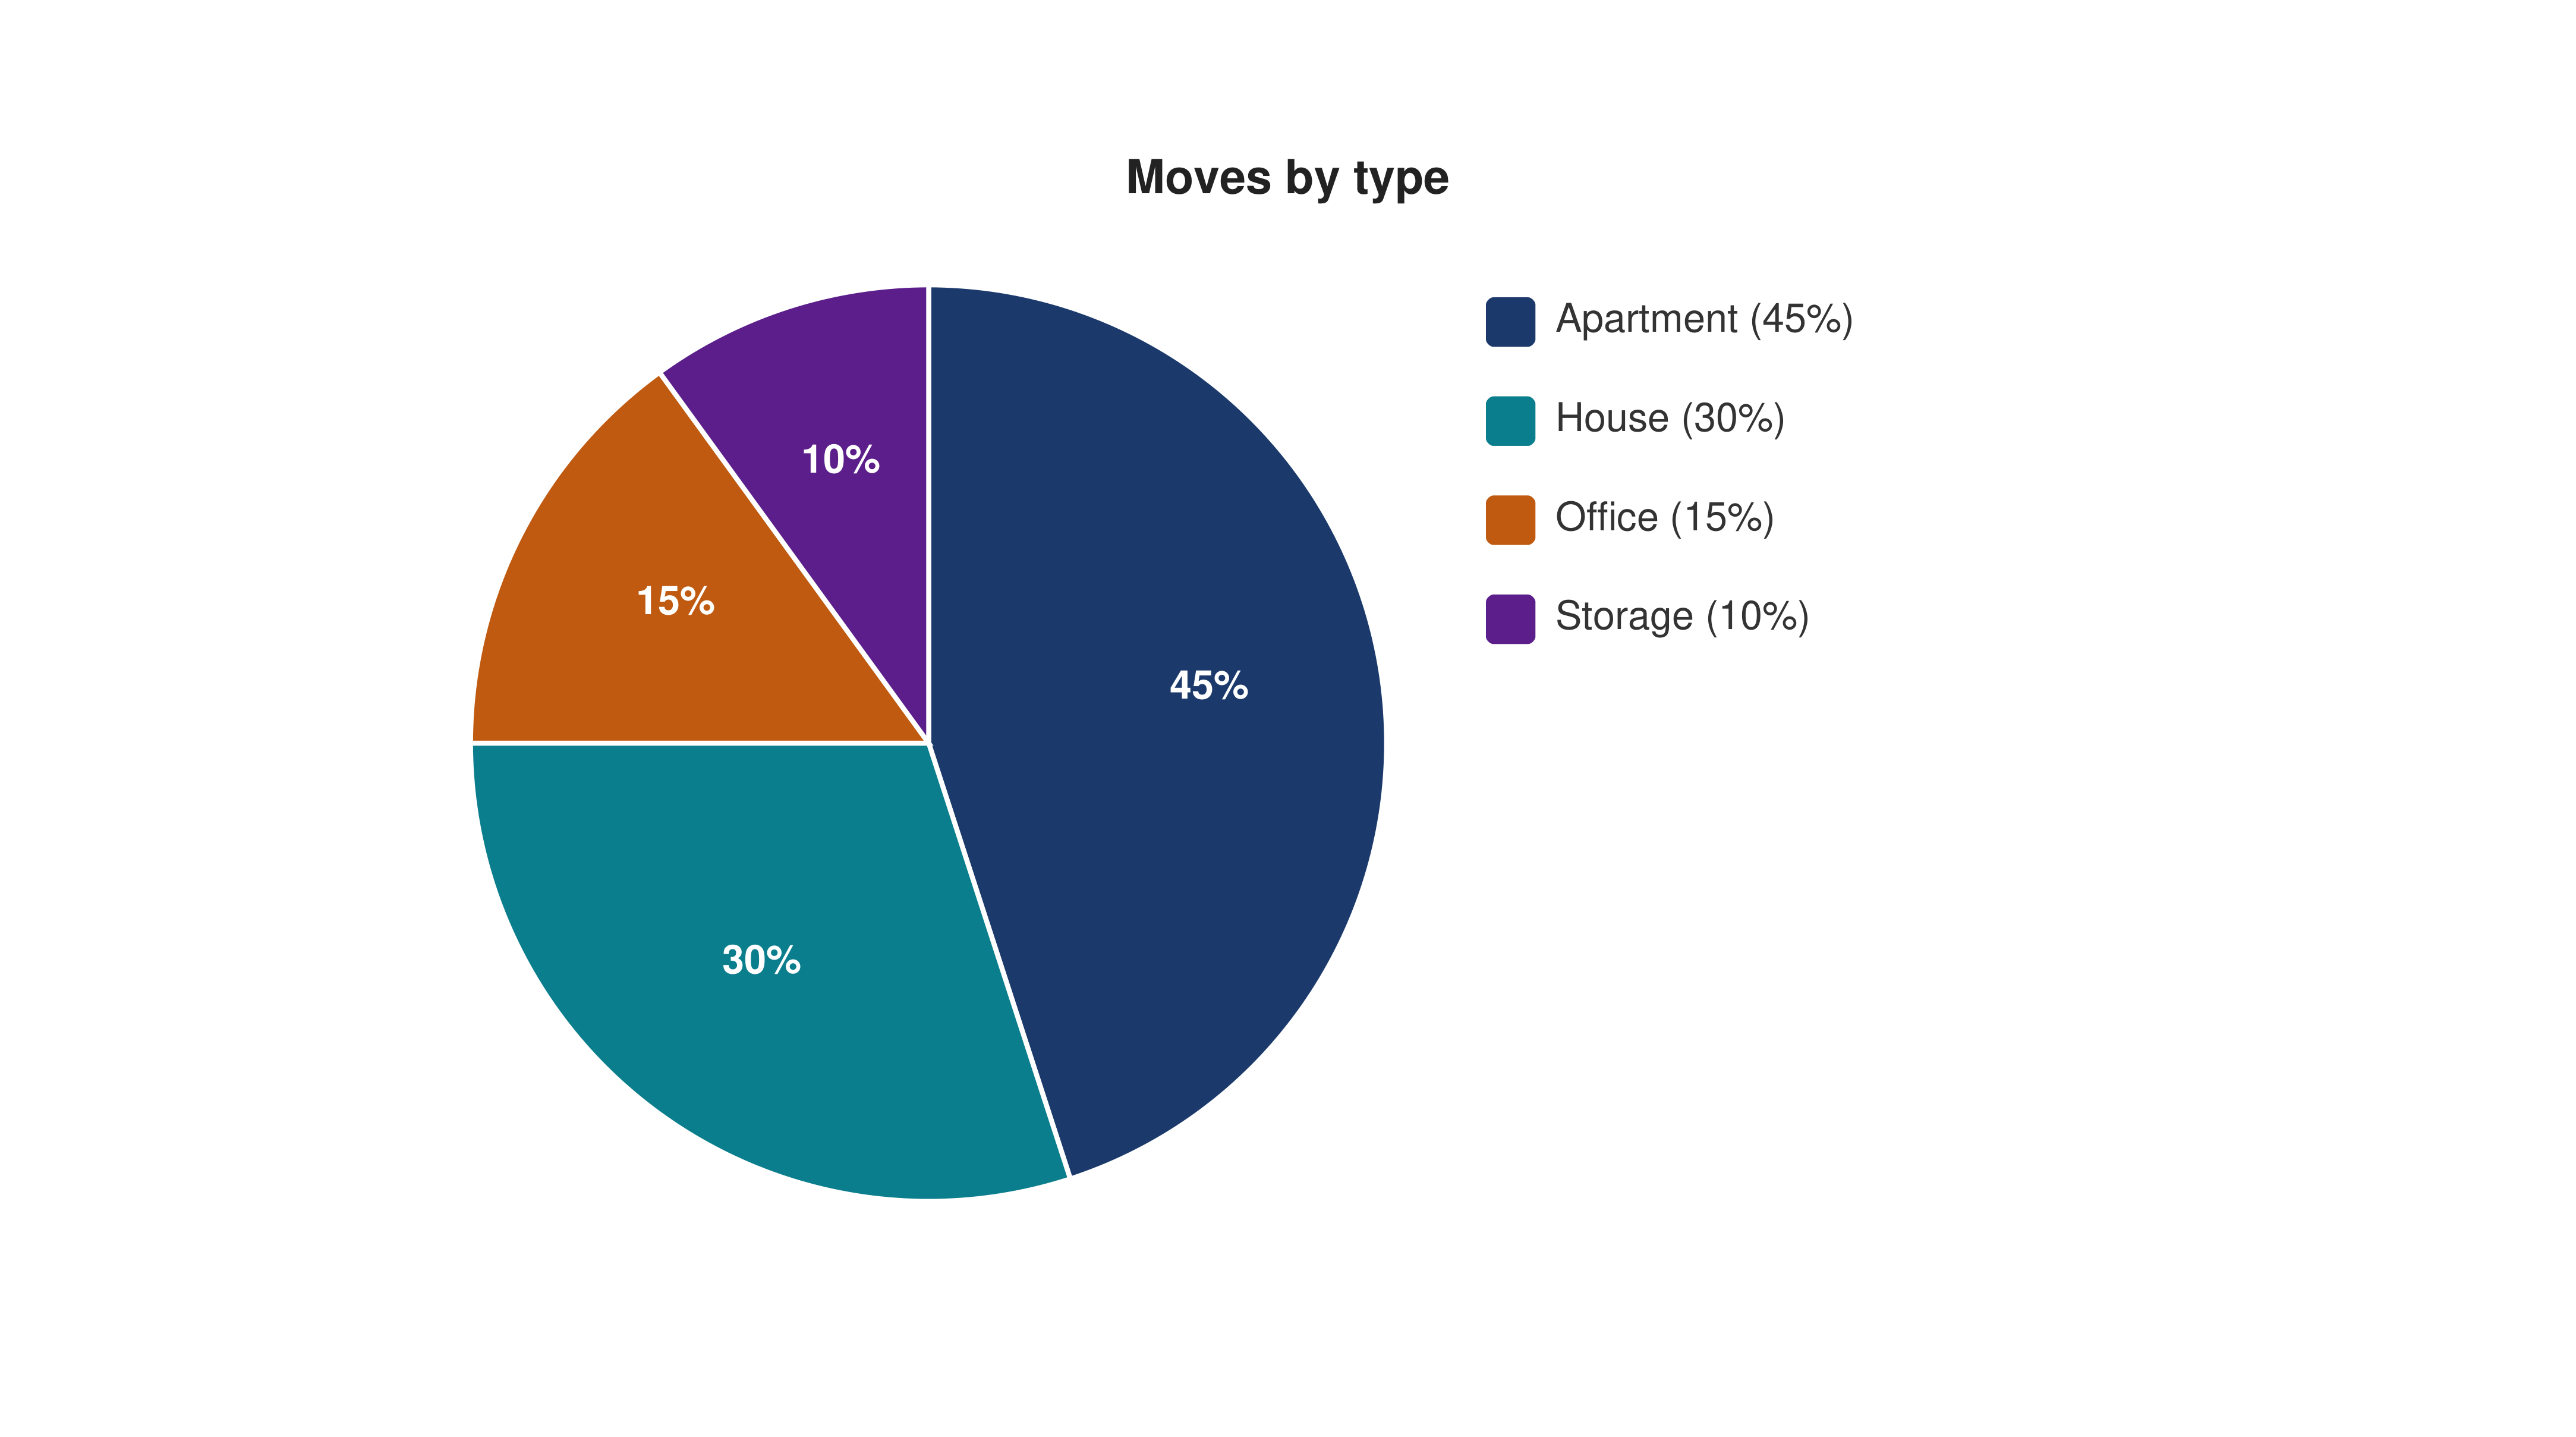 Moves by type
Apartment (45%)
House (30%)
Office (15%)
Storage (10%)
10%
15%
45%
30%